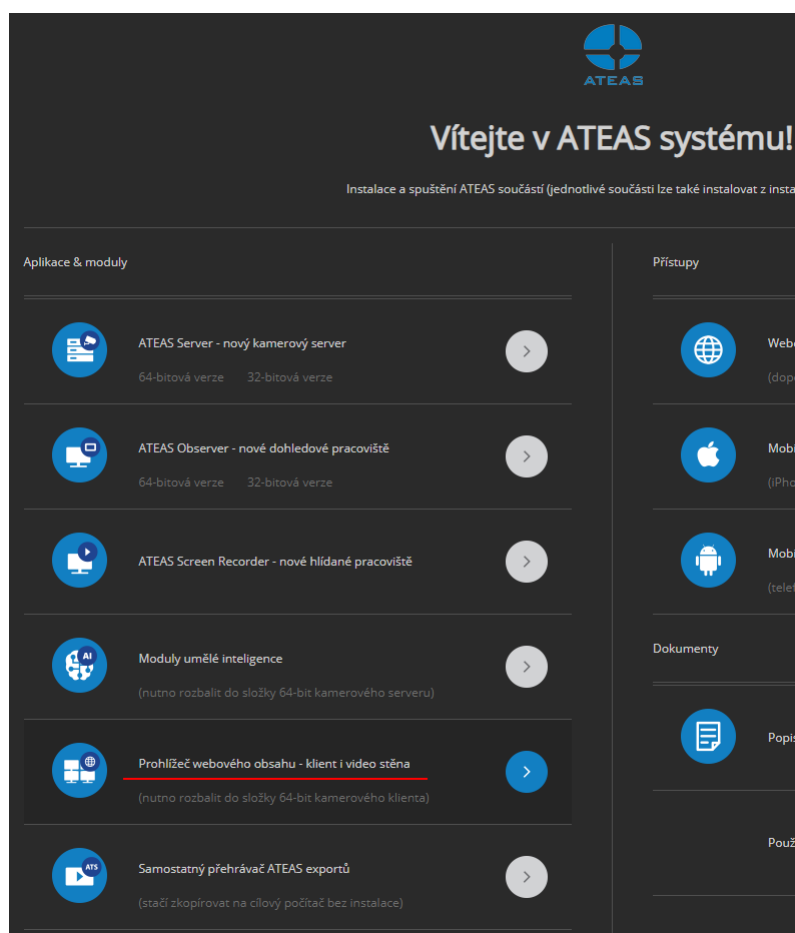 ATEAS
Vítejte v ATEAS systému!
Instalace a spuštění ATEAS součástí (jednotlivé součásti lze také instalovat z
Aplikace & moduly
ATEAS Server - nový kamerový server
64-bitová verze 32-bitová verze
ATEAS Observer - nové dohledové pracoviště
64-bitová verze 32-bitová verze
ATEAS Screen Recorder - nové hlídané pracoviště
AI
Moduly umělé inteligence
(nutno rozbalit do složky 64-bit kamerového serveru)
Prohlížeč webového obsahu - klient i video stěna
(nutno rozbalit do složky 64-bit kamerového klienta)
ATS
Samostatný přehrávač ATEAS exportů
(stačí zkopírovat na cílový počítač bez instalace)
Přístupy
Dokumenty